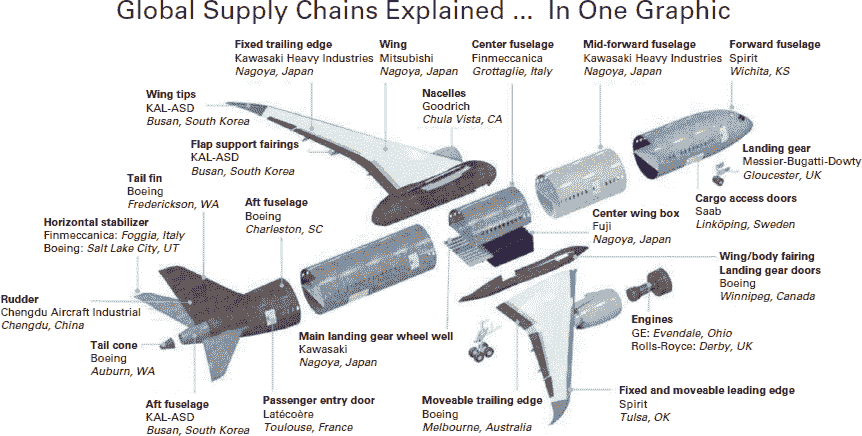 Global Supply Chains Explained ... In One Graphic
Fixed trailing edge
Kawasaki Heavy Industries
Nagoya, Japan
Wing
Mitsubishi
Nagoya, Japan
Center fuselage
Finmeccanica
Grottaglie, Italy
Mid-forward fuselage
Kawasaki Heavy Industries
Nagoya, Japan
Forward fuselage
Spirit
Wichita, KS
Wing tips
KAL-ASD
Busan, South Korea
Nacelles
Goodrich
Chula Vista, CA
Flap support fairings
KAL-ASD
Busan, South Korea
Landing gear
Messier-Bugatti-Dowty
Gloucester, UK
Tail fin
Boeing
Frederickson, WA
Aft fuselage
Boeing
Charleston, SC
Cargo access doors
Saab
Linköping, Sweden
Horizontal stabilizer
Finmeccanica: Foggia, Italy
Boeing: Salt Lake City, UT
Center wing box
Fuji
Nagoya, Japan
Wing/body fairing
Landing gear doors
Boeing
Winnipeg, Canada
Rudder
Chengdu Aircraft Industrial
Chengdu, China
Engines
GE: Evendale, Ohio
Rolls-Royce: Derby, UK
Main landing gear wheel well
Kawasaki
Nagoya, Japan
Tail cone
Boeing
Auburn, WA
Fixed and moveable leading edge
Spirit
Tulsa, OK
Aft fuselage
KAL-ASD
Busan, South Korea
Passenger entry door
Latécoère
Toulouse, France
Moveable trailing edge
Boeing
Melbourne, Australia